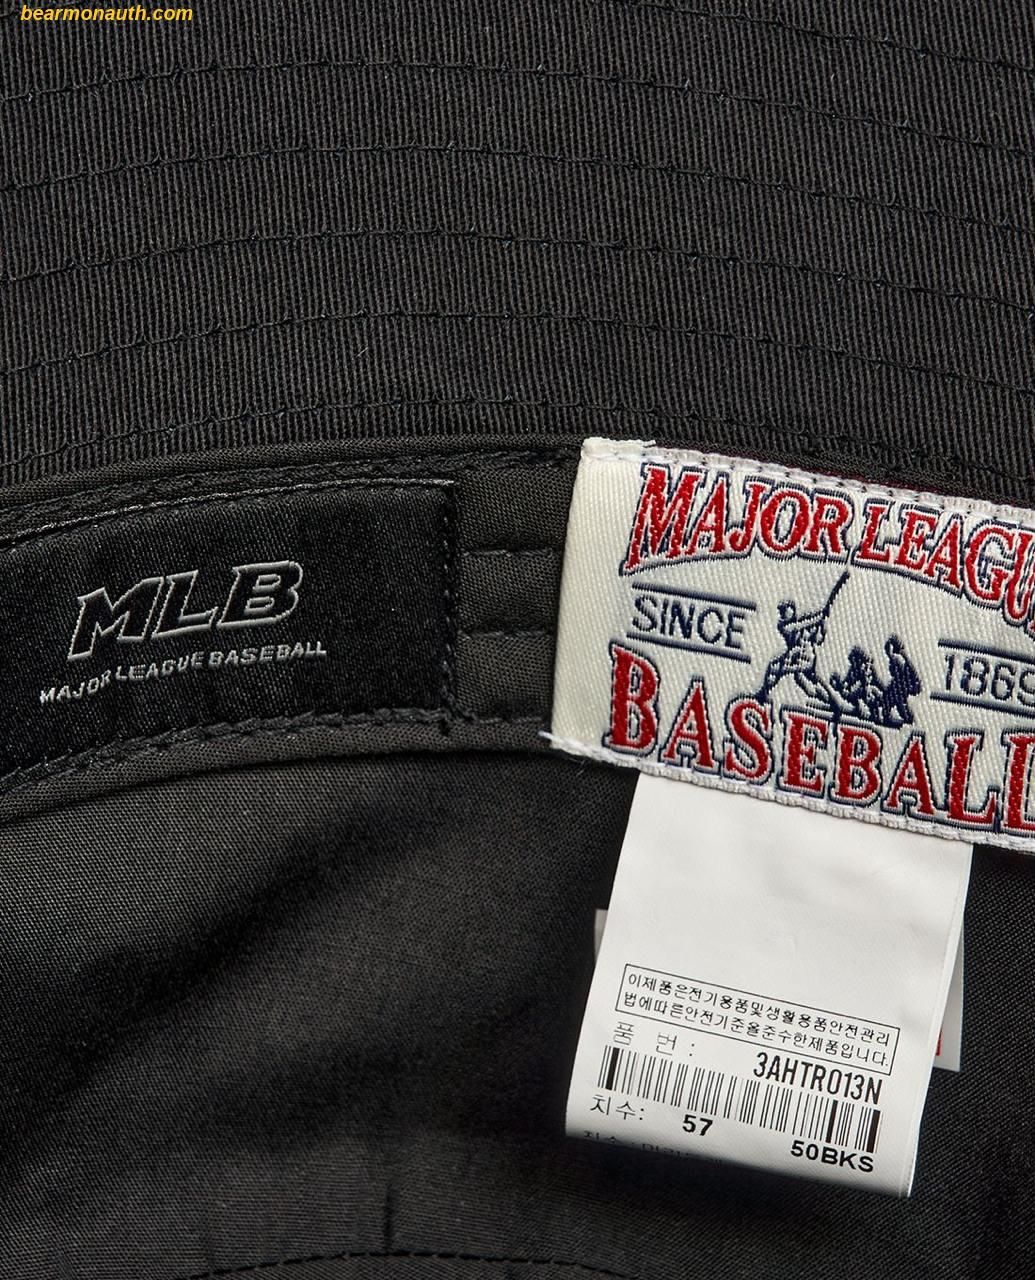 bearmonauth.com
MLB
MAJOR LEAGUE BASEBALL
MAJOR LEAGU
SINCE
1869
BASEBALL
이제품은전기용품및생활용품안전관리
법에따른안전기준을준수한제품입니다.
품 번 :
3AHTR013N
치수: 57
50BKS